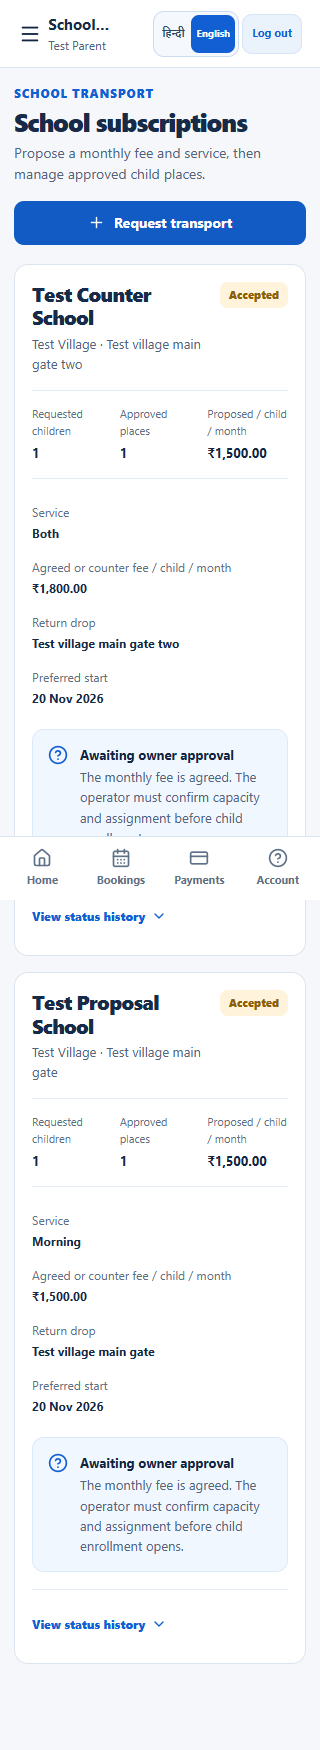 School...
Test Parent
हिन्दी
English
Log out
SCHOOL TRANSPORT
School subscriptions
Propose a monthly fee and service, then
manage approved child places.
Request transport
Test Counter
School
Accepted
Test Village · Test village main
gate two
Requested
children
1
Approved
places
1
Proposed / child
/ month
₹1,500.00
Service
Both
Agreed or counter fee / child / month
₹1,800.00
Return drop
Test village main gate two
Preferred start
20 Nov 2026
Awaiting owner approval
The monthly fee is agreed. The
operator must confirm capacity
and assignment before child
Home
Bookings
Payments
Account
View status history
Test Proposal
School
Accepted
Test Village · Test village main
gate
Requested
children
1
Approved
places
1
Proposed / child
/ month
₹1,500.00
Service
Morning
Agreed or counter fee / child / month
₹1,500.00
Return drop
Test village main gate
Preferred start
20 Nov 2026
Awaiting owner approval
The monthly fee is agreed. The
operator must confirm capacity
and assignment before child
enrollment opens.
View status history